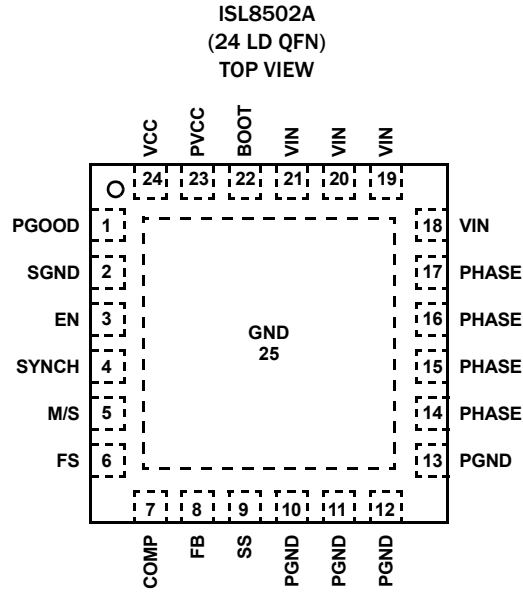 ISL8502A
(24 LD QFN)
TOP VIEW
VCC
PVCC
BOOT
VIN
VIN
VIN
24 23 22 21 20 19
PGOOD 1
SGND 2
EN 3
SYNCH 4
M/S 5
FS 6
GND
25
18 VIN
17 PHASE
16 PHASE
15 PHASE
14 PHASE
13 PGND
7 8 9 10 11 12
COMP
FB
SS
PGND
PGND
PGND